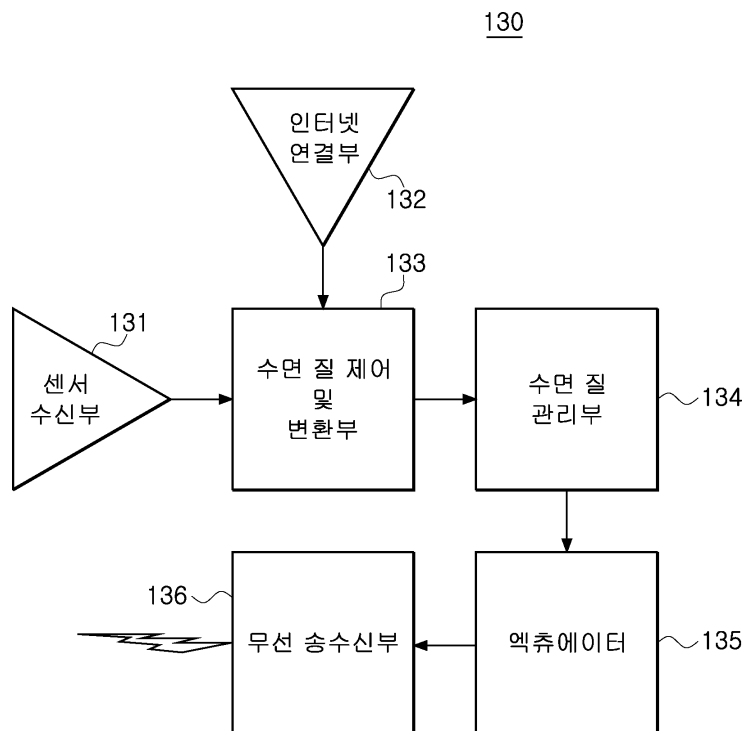 130
인터넷
연결부
132
133
131
센서
수신부
수면 질 제어
및
변환부
수면 질
관리부
134
136
무선 송수신부
엑츄에이터
135